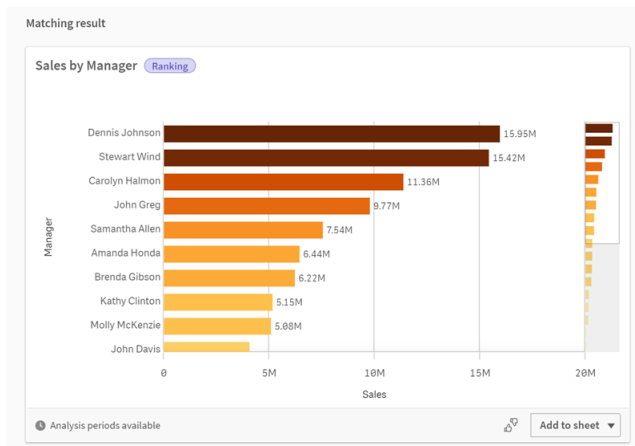 Matching result
Sales by Manager Ranking
Dennis Johnson 15.95M
Stewart Wind 15.42M
Carolyn Halmon 11.36M
John Greg 9.77M
Samantha Allen 7.54M
Amanda Honda 6.44M
Brenda Gibson 6.22M
Kathy Clinton 5.15M
Molly McKenzie 5.08M
John Davis
Manager
0 5M 10M 15M 20M
Sales
Analysis periods available Add to sheet